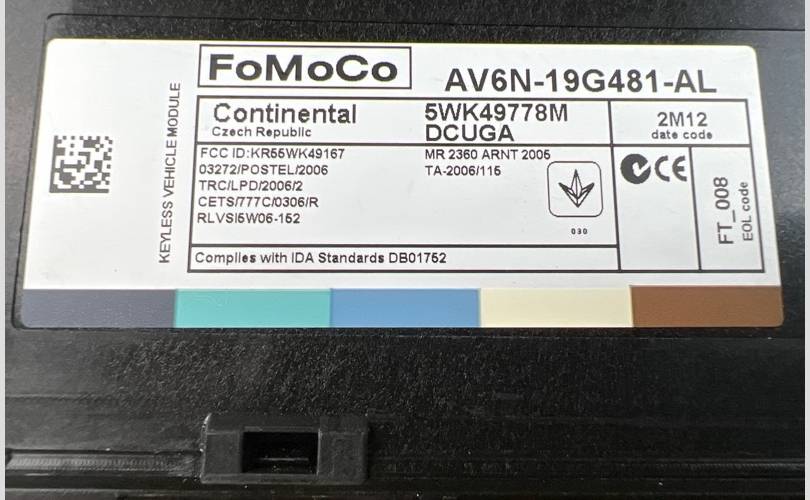 FoMoCo
AV6N-19G481-AL
Continental
Czech Republic
5WK49778M
DCUGA
2M12
date code
KEYLESS VEHICLE MODULE
FCC ID:KR55WK49167
03272/POSTEL/2006
TRC/LPD/2006/2
CETS/777C/0306/R
RLVSI5W06-152
MR 2360 ARNT 2005
TA-2006/115
030
CE
FT_008
EOL code
Complies with IDA Standards DB01752